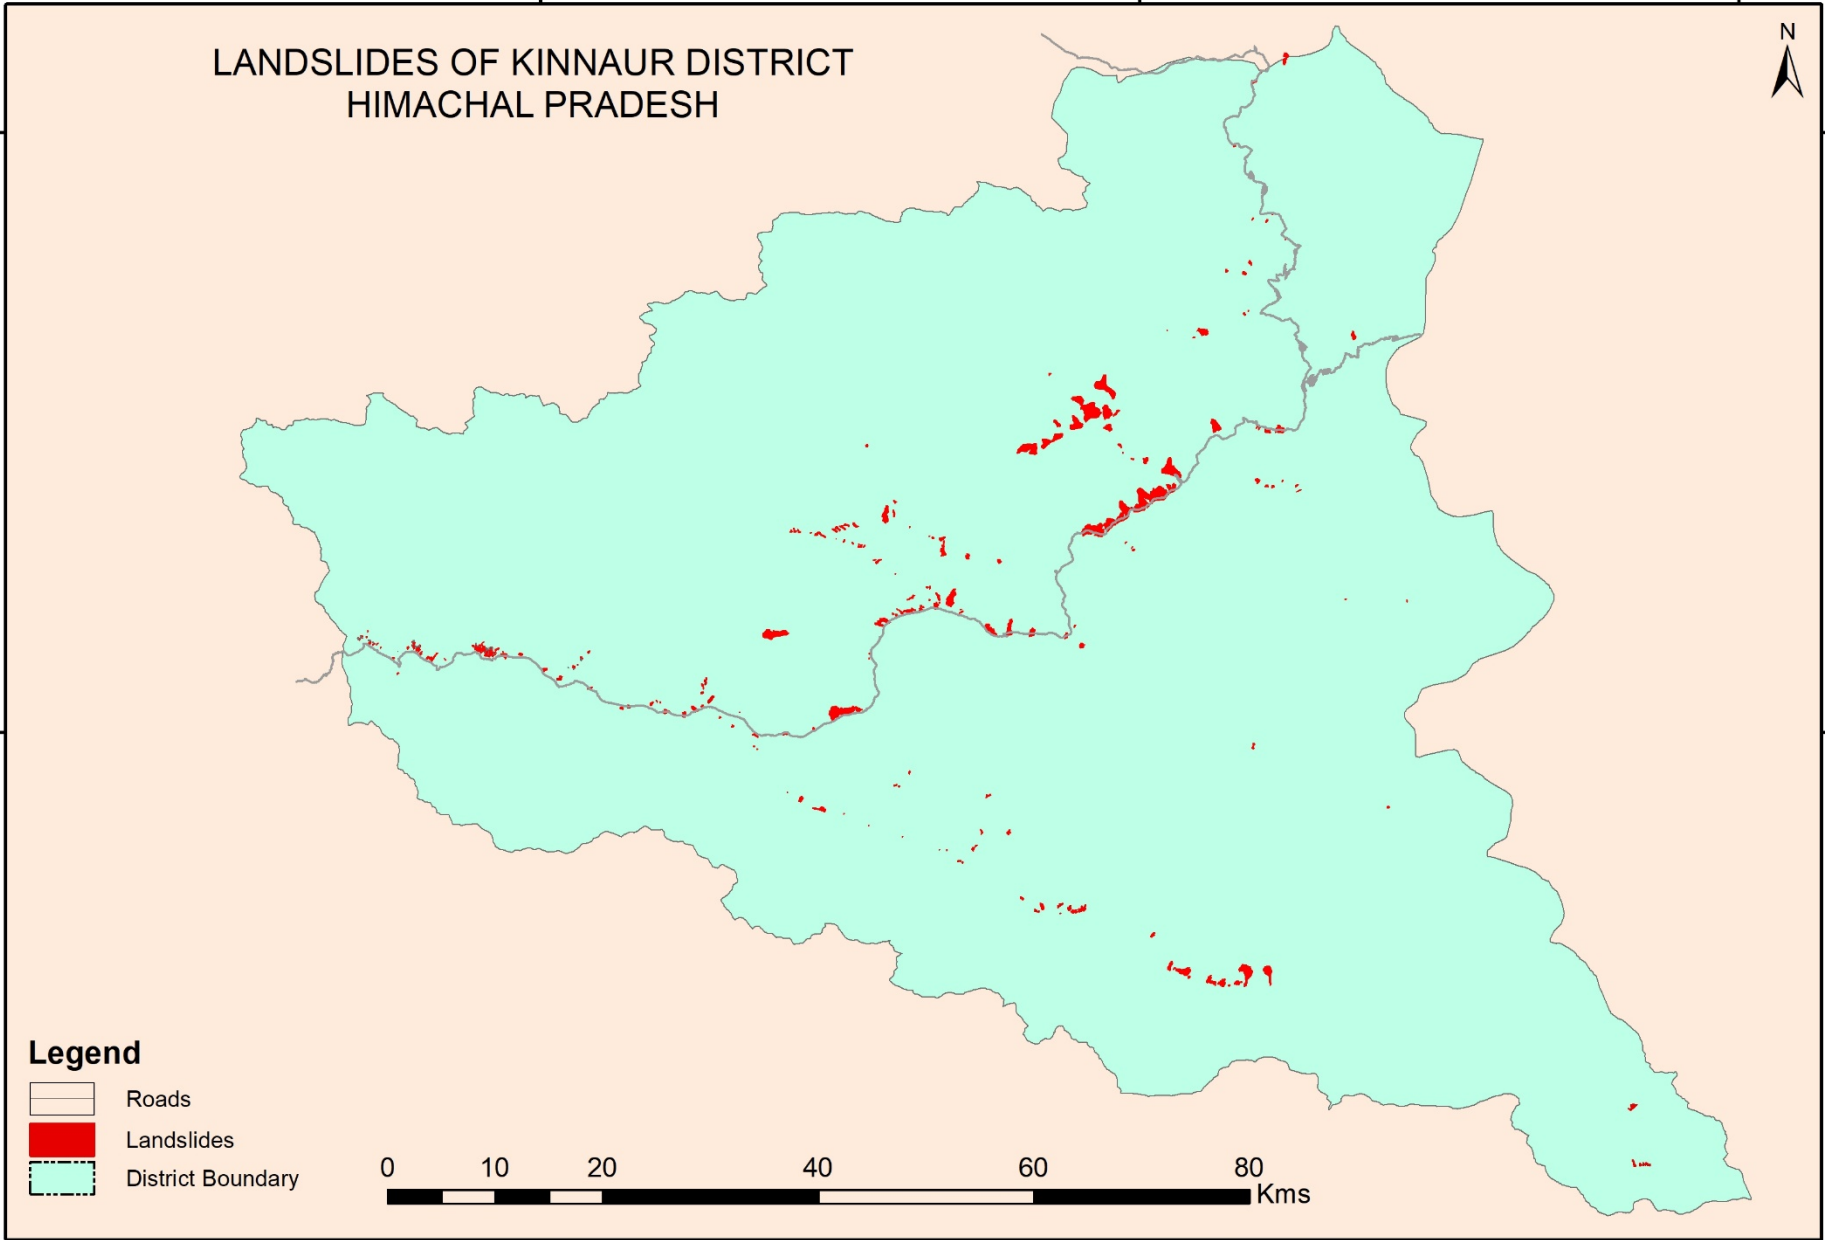 LANDSLIDES OF KINNAUR DISTRICT
HIMACHAL PRADESH
N
Legend
Roads
Landslides
District Boundary
0 10 20 40 60 80
Kms